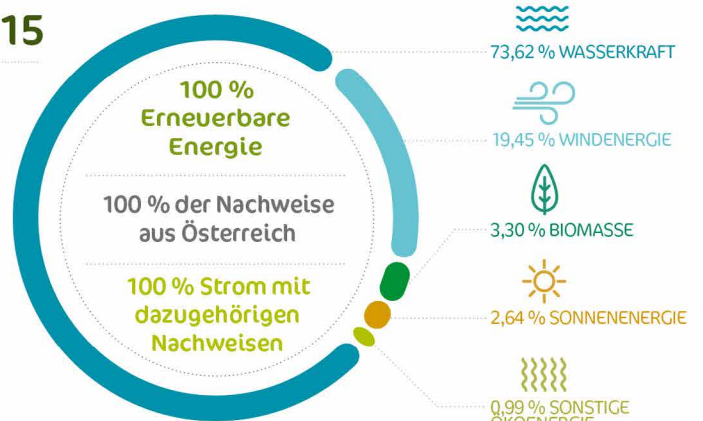 15
100 %
Erneuerbare
Energie
100 % der Nachweise
aus Österreich
100 % Strom mit
dazugehörigen
Nachweisen
73,62 % WASSERKRAFT
19,45 % WINDENERGIE
3,30 % BIOMASSE
2,64 % SONNENENERGIE
0,99 % SONSTIGE
ÖKOENERGIE